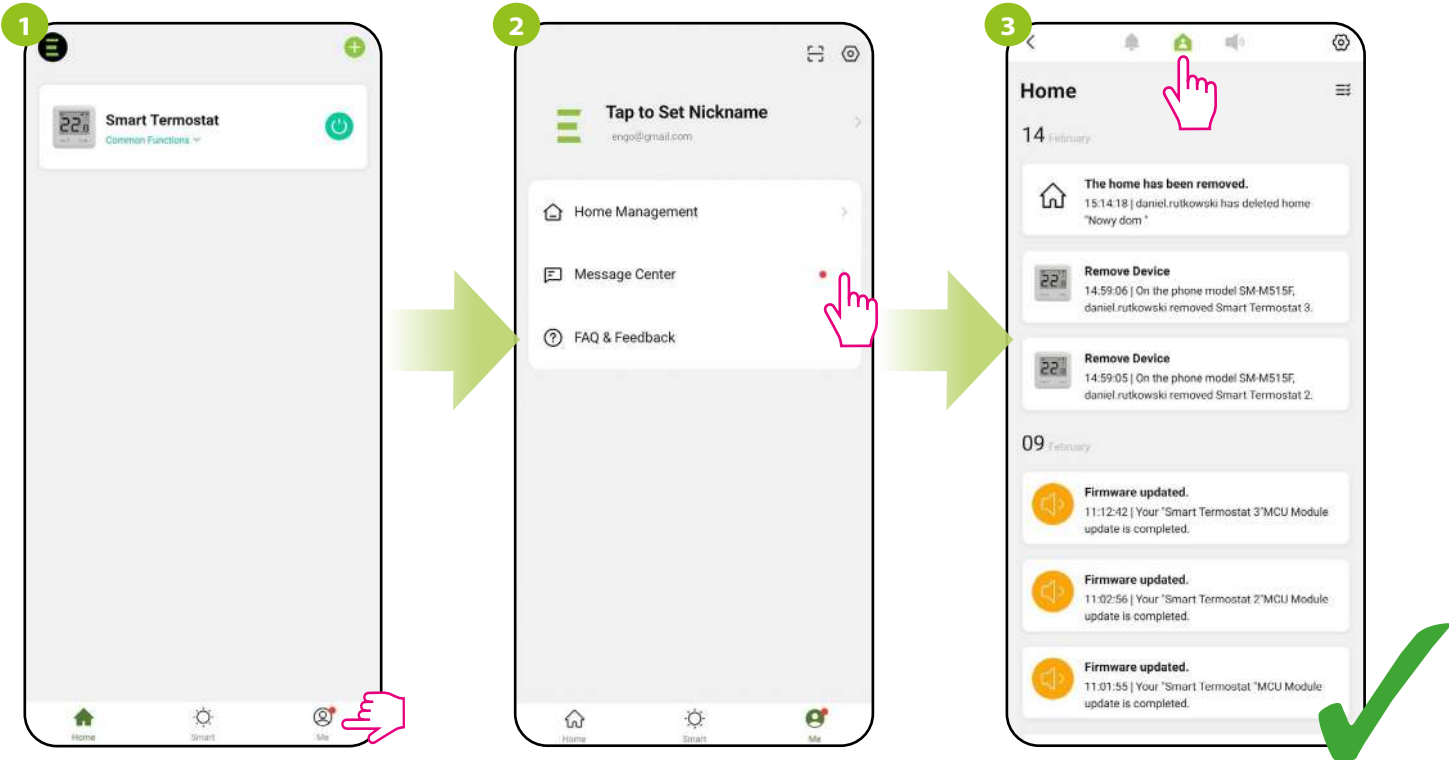 1
Smart Termostat
Common Functions
Home
Smart
Me
2
Tap to Set Nickname
engo@gmail.com
Home Management
Message Center
FAQ & Feedback
Home
Smart
Me
3
Home
14 February
The home has been removed.
15:14:18 | daniel.rutkowski has deleted home
"Nowy dom "
Remove Device
14:59:06 | On the phone model SM-M515F,
daniel.rutkowski removed Smart Termostat 3.
Remove Device
14:59:05 | On the phone model SM-M515F,
daniel.rutkowski removed Smart Termostat 2.
09 February
Firmware updated.
11:12:42 | Your "Smart Termostat 3"MCU Module
update is completed.
Firmware updated.
11:02:56 | Your "Smart Termostat 2"MCU Module
update is completed.
Firmware updated.
11:01:55 | Your "Smart Termostat "MCU Module
update is completed.